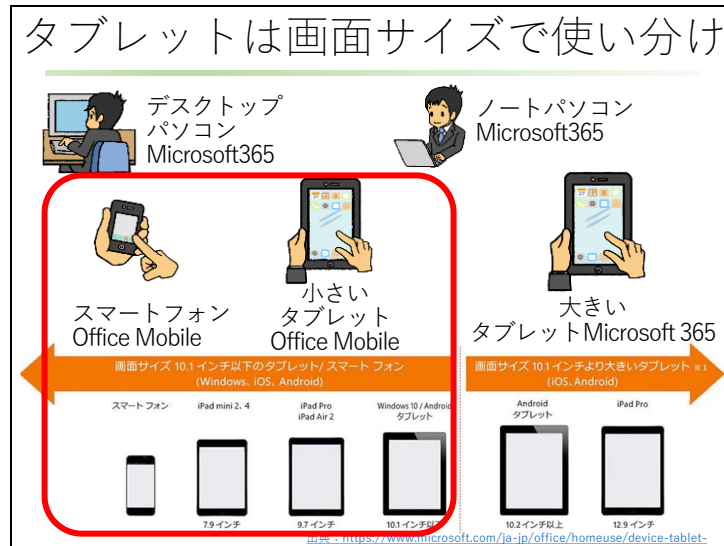 タブレットは画面サイズで使い分け
デスクトップ
パソコン
Microsoft365
ノートパソコン
Microsoft365
スマートフォン
Office Mobile
小さい
タブレット
Office Mobile
大きい
タブレットMicrosoft 365
画面サイズ 10.1 インチ以下のタブレット/ スマート フォン
(Windows、iOS、Android)
画面サイズ 10.1 インチより大きいタブレット ※1
(iOS、Android)
スマート フォン
iPad mini 2、4
iPad Pro
iPad Air 2
Windows 10 / Android
タブレット
Android
タブレット
iPad Pro
7.9 インチ
9.7 インチ
10.1 インチ以下
10.2 インチ以上
12.9 インチ
出典：https://www.microsoft.com/ja-jp/office/homeuse/device-tablet-